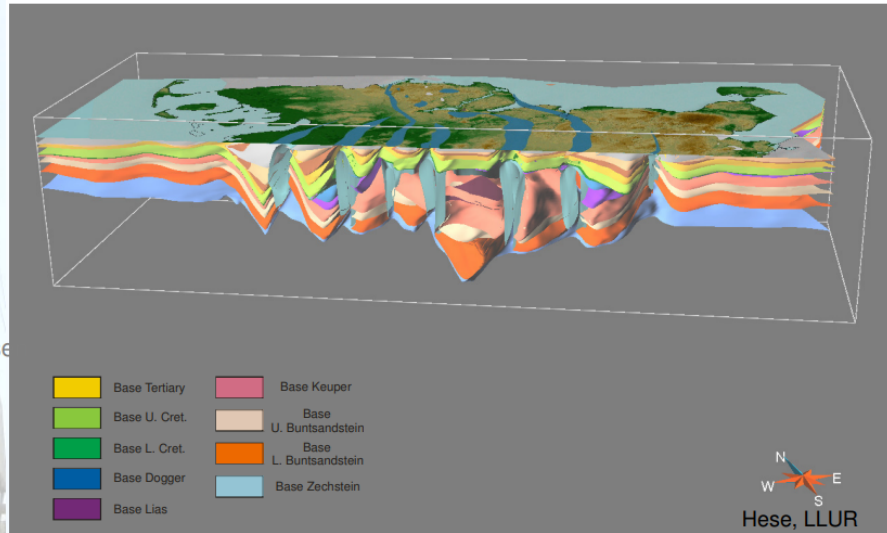 Base Tertiary
Base U. Cret.
Base L. Cret.
Base Dogger
Base Lias
Base Keuper
Base
U. Buntsandstein
Base
L. Buntsandstein
Base Zechstein
N
W
E
S
Hese, LLUR